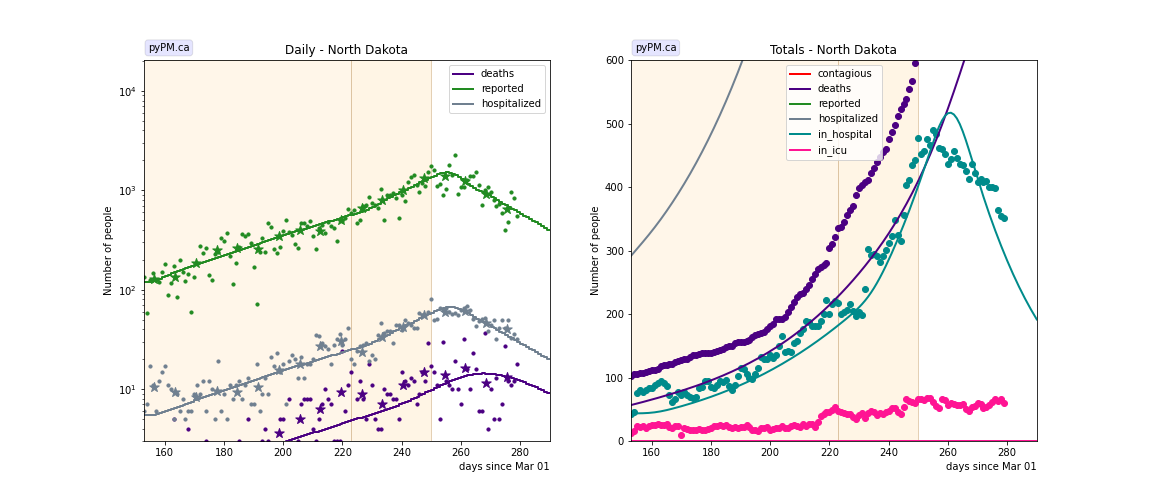 pyPM.ca
Daily - North Dakota
deaths
reported
hospitalized
Number of people
10⁴
10³
10²
10¹
160 180 200 220 240 260 280
days since Mar 01
pyPM.ca
Totals - North Dakota
contagious
deaths
reported
hospitalized
in_hospital
in_icu
Number of people
600
500
400
300
200
100
0
160 180 200 220 240 260 280
days since Mar 01